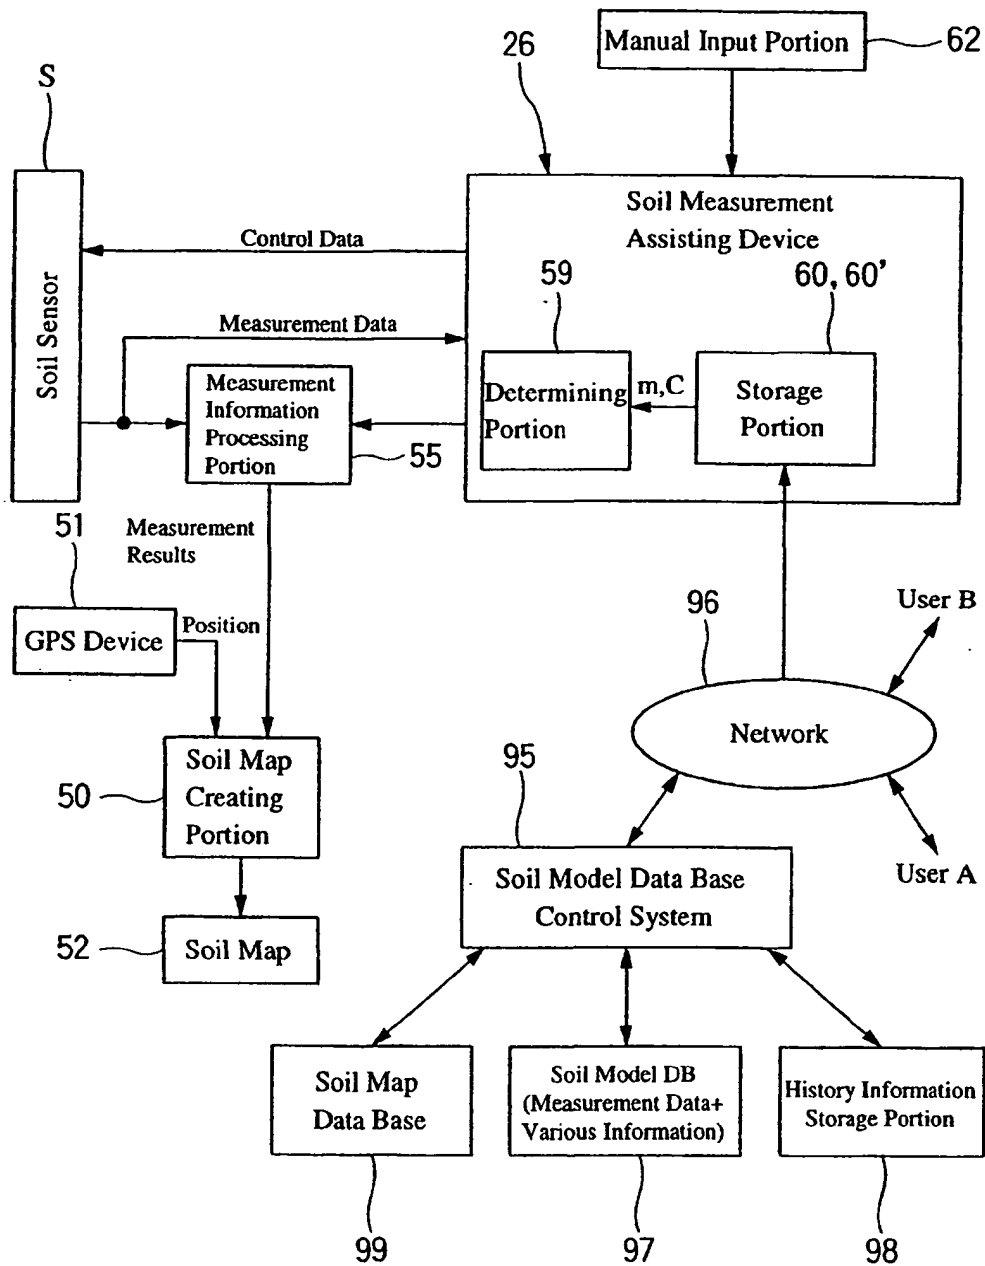 Manual Input Portion
62
26
S
Soil Measurement
Assisting Device
Control Data
59
60, 60'
Soil Sensor
Measurement Data
Measurement
Information
Processing
Portion
55
Determining
Portion
m,C
Storage
Portion
51
Measurement
Results
GPS Device
Position
96
User B
Network
Soil Map
Creating
Portion
50
95
User A
Soil Model Data Base
Control System
52
Soil Map
Soil Map
Data Base
Soil Model DB
(Measurement Data+
Various Information)
History Information
Storage Portion
99
97
98